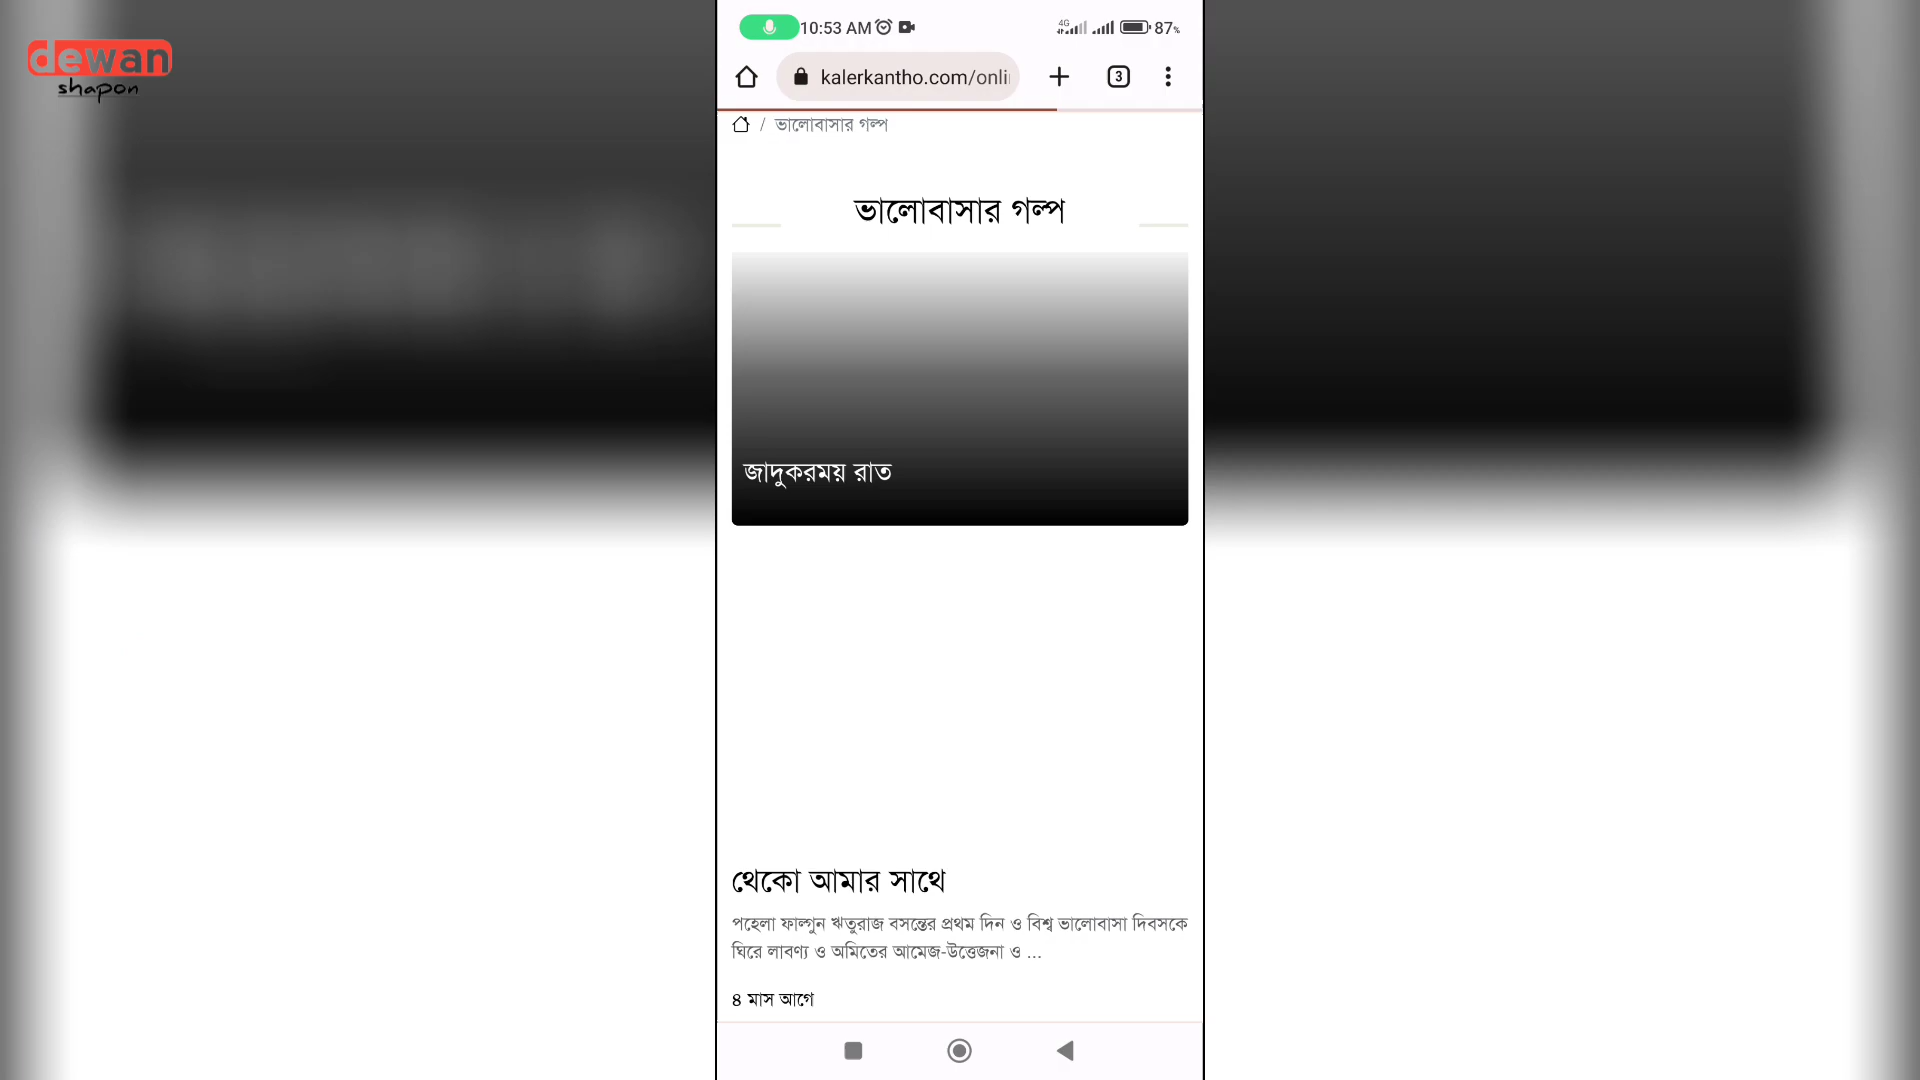 dewan
shapon
10:53 AM
4G
87%
kalerkantho.com/onli
3
/ ভালোবাসার গল্প
ভালোবাসার গল্প
জাদুকরময় রাত
থেকো আমার সাথে
পহেলা ফাল্গুন ঋতুরাজ বসন্তের প্রথম দিন ও বিশ্ব ভালোবাসা দিবসকে
ঘিরে লাবণ্য ও অমিতের আমেজ-উত্তেজনা ও ...
৪ মাস আগে